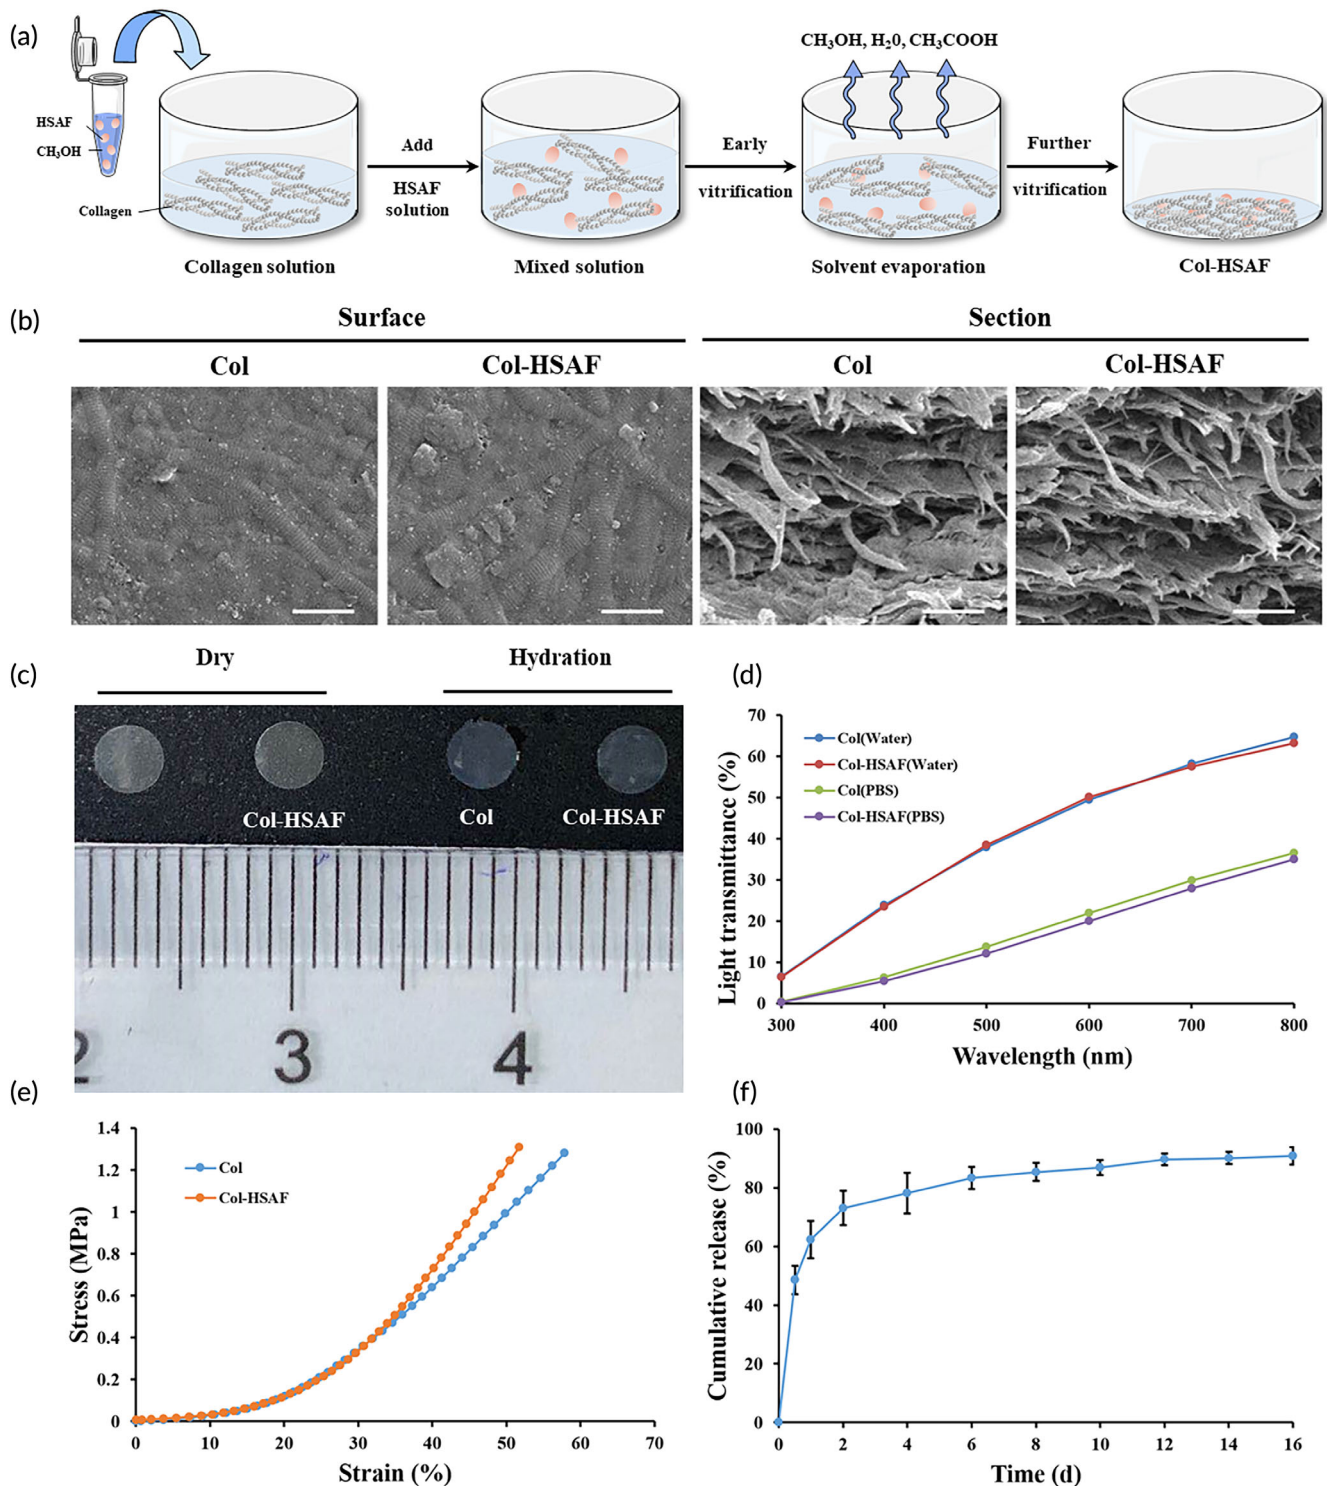 (a)
CH₃OH, H₂0, CH₃COOH
HSAF
CH₃OH
Collagen
Add
HSAF
solution
Early
vitrification
Further
vitrification
Collagen solution
Mixed solution
Solvent evaporation
Col-HSAF
(b)
Surface
Section
Col
Col-HSAF
Col
Col-HSAF
(c)
Dry
Hydration
Col-HSAF
Col
Col-HSAF
2
3
4
(d)
Light transmittance (%)
70
60
50
40
30
20
10
0
Col(Water)
Col-HSAF(Water)
Col(PBS)
Col-HSAF(PBS)
300 400 500 600 700 800
Wavelength (nm)
(e)
Stress (MPa)
1.4
1.2
1
0.8
0.6
0.4
0.2
0
Col
Col-HSAF
0 10 20 30 40 50 60 70
Strain (%)
(f)
Cumulative release (%)
100
80
60
40
20
0
0 2 4 6 8 10 12 14 16
Time (d)